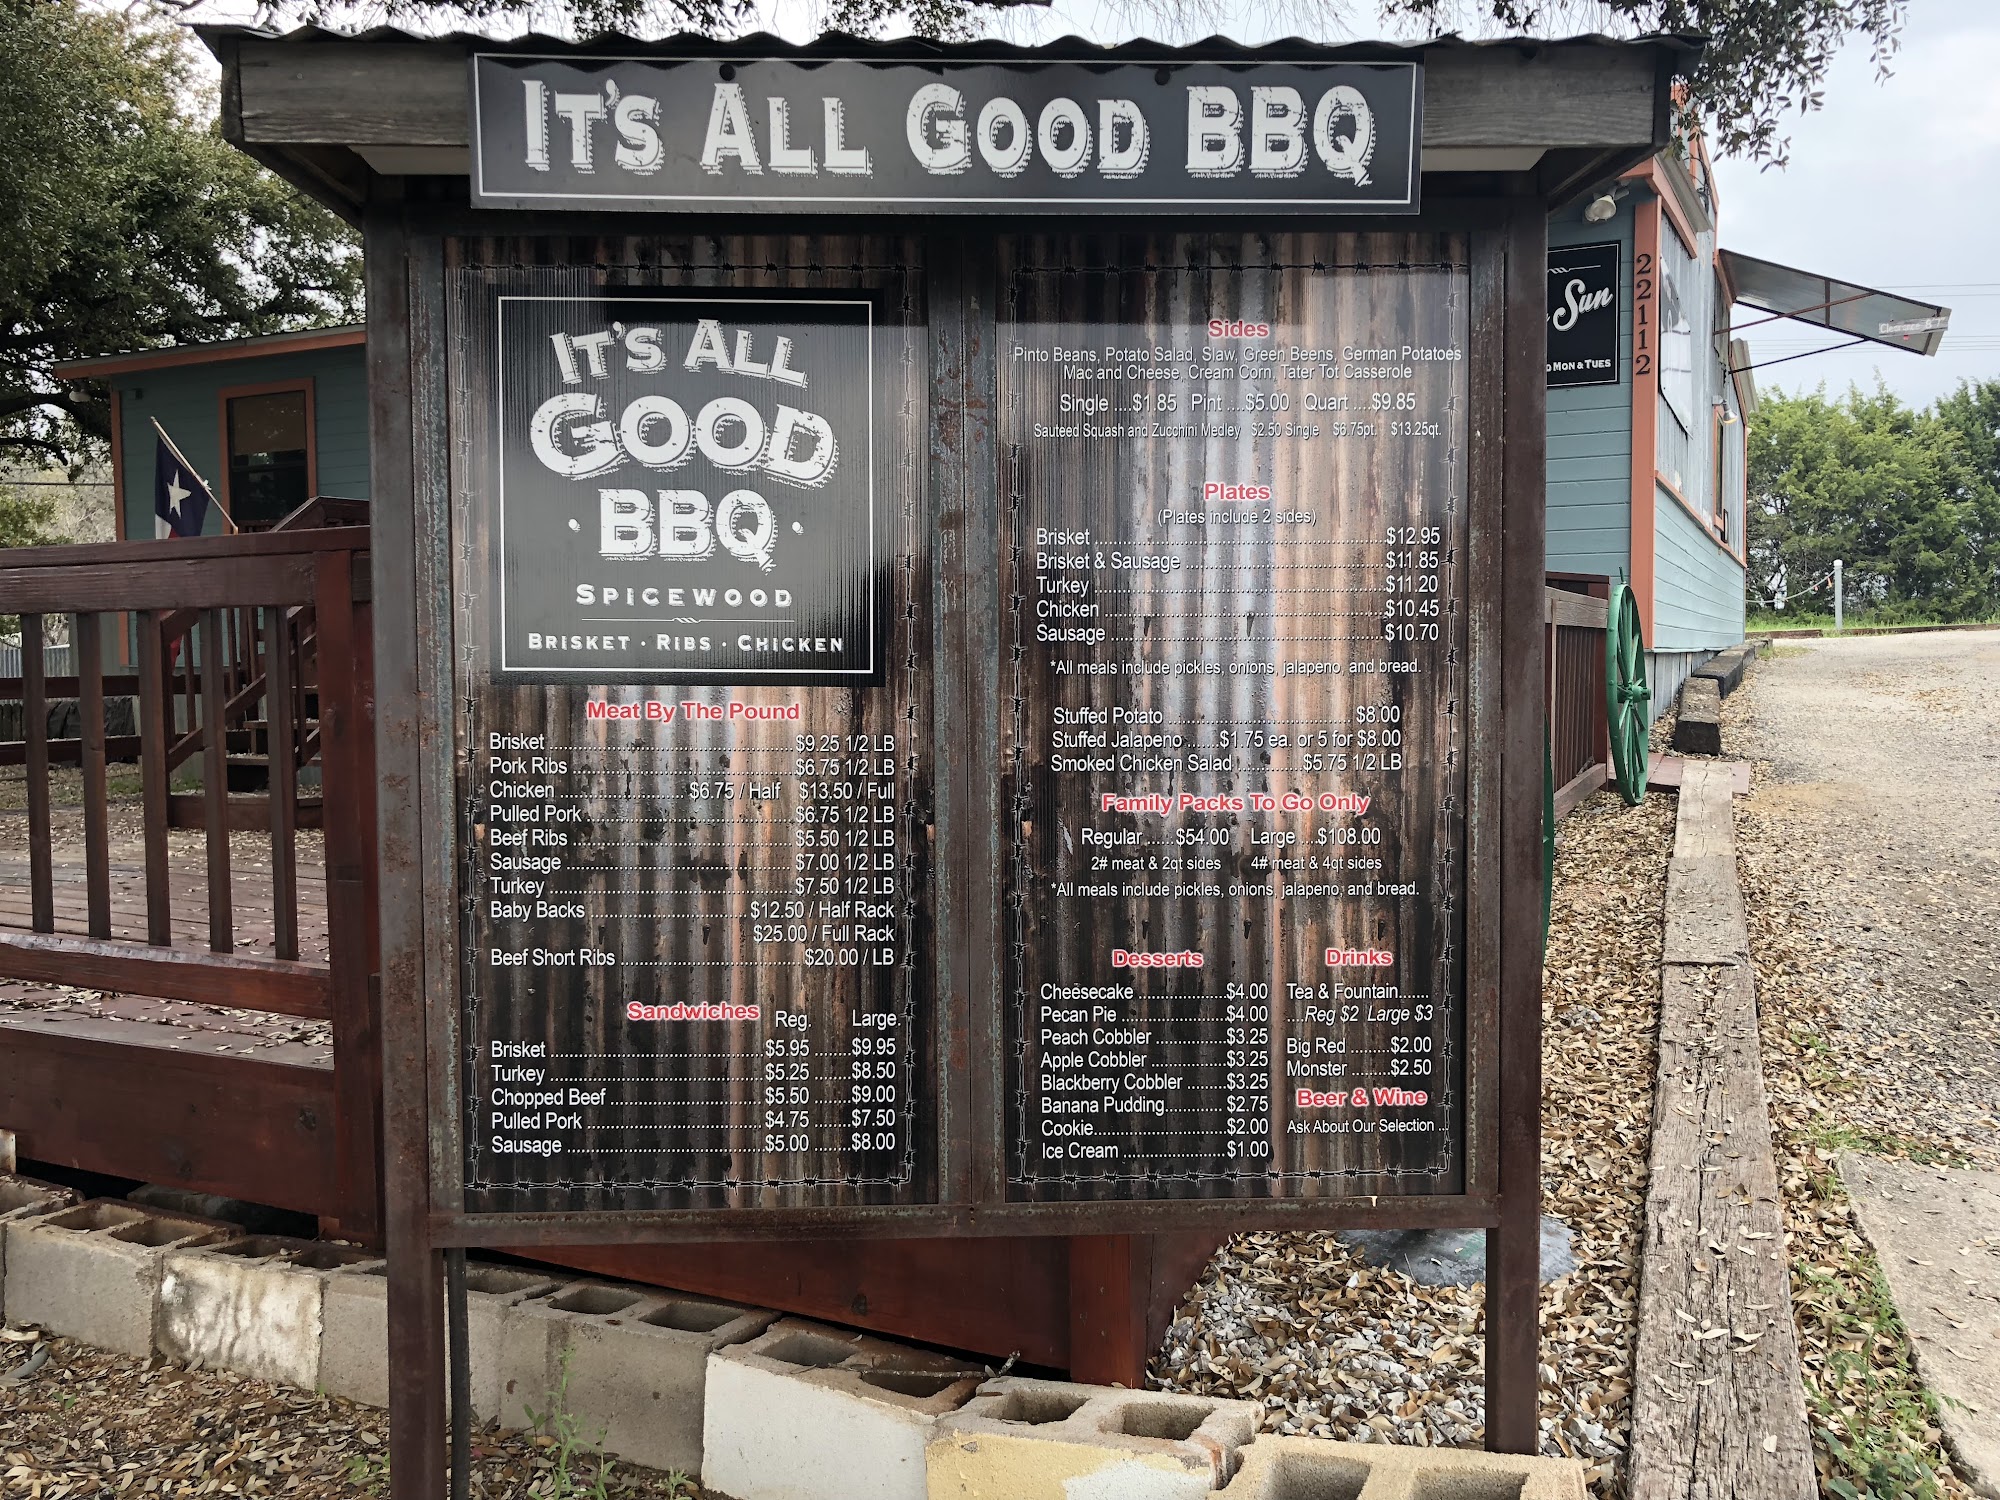 IT'S ALL GOOD BBQ
IT'S ALL
GOOD
· BBQ ·
SPICEWOOD
BRISKET · RIBS · CHICKEN
Meat By The Pound
Brisket ........ $9.25 1/2 LB
Pork Ribs ........ $6.75 1/2 LB
Chicken ........ $6.75 / Half $13.50 / Full
Pulled Pork ........ $6.75 1/2 LB
Beef Ribs ........ $5.50 1/2 LB
Sausage ........ $7.00 1/2 LB
Turkey ........ $7.50 1/2 LB
Baby Backs ........ $12.50 / Half Rack
$25.00 / Full Rack
Beef Short Ribs ........ $20.00 / LB
Sandwiches Reg. Large.
Brisket ........ $5.95 ....... $9.95
Turkey ........ $5.25 ....... $8.50
Chopped Beef ........ $5.50 ....... $9.00
Pulled Pork ........ $4.75 ....... $7.50
Sausage ........ $5.00 ....... $8.00
Sides
Pinto Beans, Potato Salad, Slaw, Green Beens, German Potatoes
Mac and Cheese, Cream Corn, Tater Tot Casserole
Single ....$1.85 Pint ....$5.00 Quart ....$9.85
Sauteed Squash and Zucchini Medley $2.50 Single $6.75pt. $13.25qt.
Plates
(Plates include 2 sides)
Brisket ........ $12.95
Brisket & Sausage ........ $11.85
Turkey ........ $11.20
Chicken ........ $10.45
Sausage ........ $10.70
*All meals include pickles, onions, jalapeno, and bread.
Stuffed Potato ........ $8.00
Stuffed Jalapeno .......$1.75 ea. or 5 for $8.00
Smoked Chicken Salad ........ $5.75 1/2 LB
Family Packs To Go Only
Regular ......$54.00 Large ....$108.00
2# meat & 2qt sides 4# meat & 4qt sides
*All meals include pickles, onions, jalapeno, and bread.
Desserts
Cheesecake ........ $4.00
Pecan Pie ........ $4.00
Peach Cobbler ........ $3.25
Apple Cobbler ........ $3.25
Blackberry Cobbler ........ $3.25
Banana Pudding ........ $2.75
Cookie ........ $2.00
Ice Cream ........ $1.00
Drinks
Tea & Fountain.......
....Reg $2 Large $3
Big Red ........ $2.00
Monster ........ $2.50
Beer & Wine
Ask About Our Selection ...
Sun
MON & TUES
22112
Clearance 8'7"